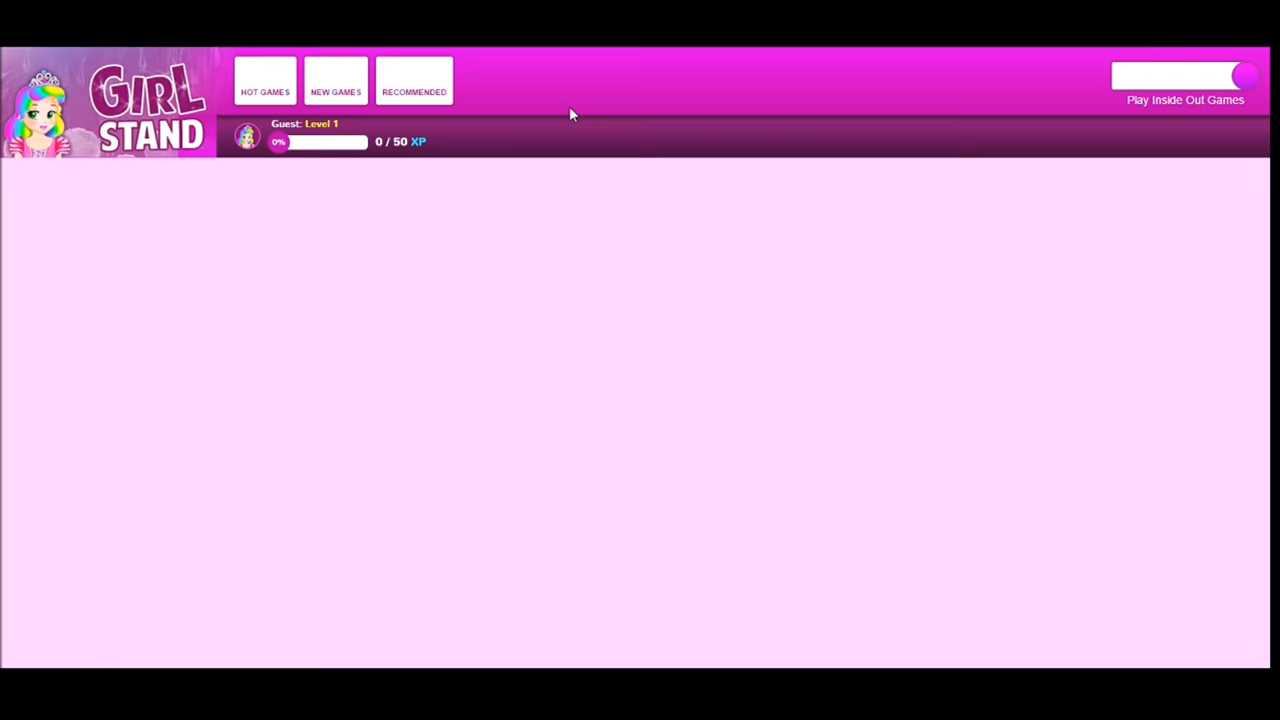 GIRL
STAND
HOT GAMES
NEW GAMES
RECOMMENDED
Play Inside Out Games
Guest: Level 1
0%
0 / 50 XP